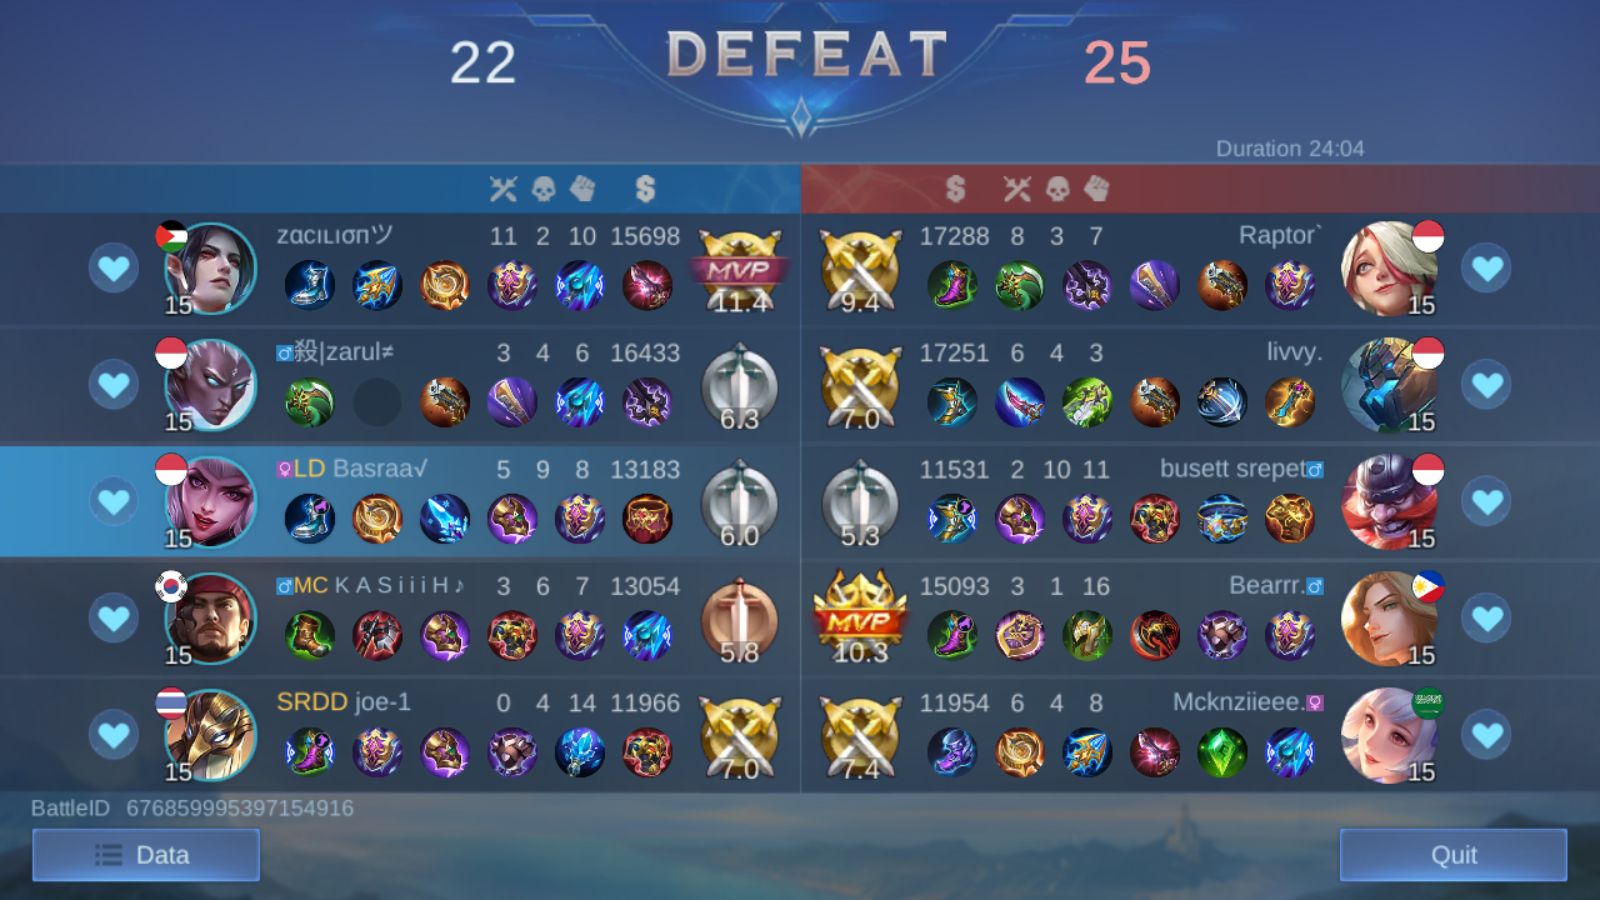 22 DEFEAT 25
Duration 24:04
zαcιlισnツ 11 2 10 15698 MVP 11.4
15
17288 8 3 7 Raptor` 9.4
15
殺|zarul≠ 3 4 6 16433 6.3
15
17251 6 4 3 livvy. 7.0
15
LD Basraa√ 5 9 8 13183 6.0
15
11531 2 10 11 busett srepet 5.3
15
MC K A S i i i H ♪ 3 6 7 13054 5.8
15
15093 3 1 16 Bearrr. MVP 10.3
15
SRDD joe-1 0 4 14 11966 7.0
15
11954 6 4 8 Mcknziieee. 7.4
15
BattleID 676859995397154916
Data
Quit